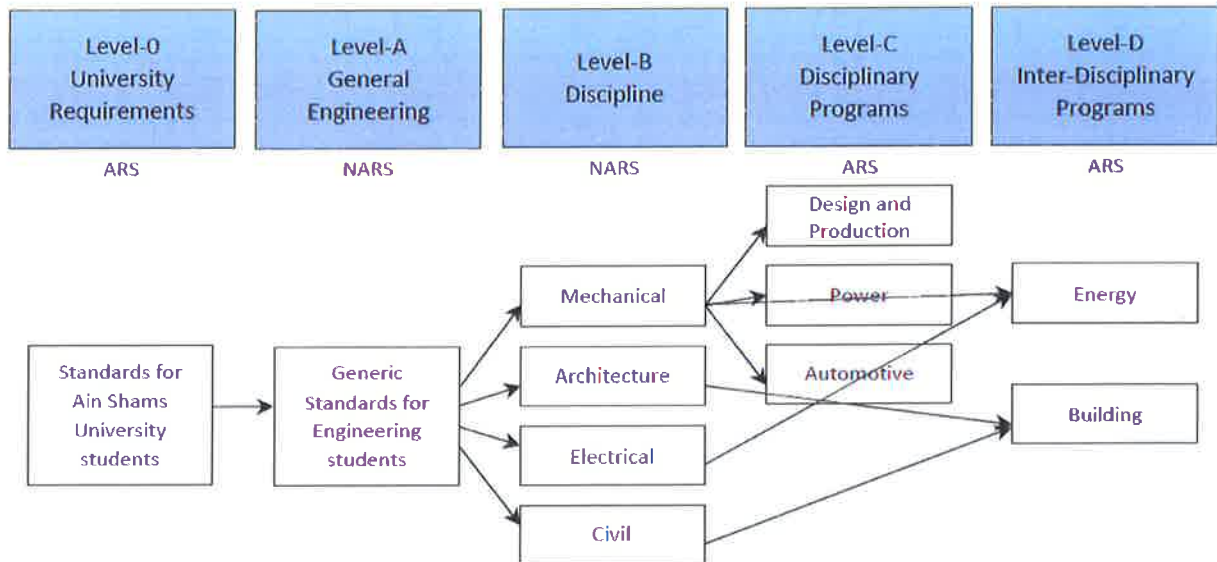 Level-0
University
Requirements
Level-A
General
Engineering
Level-B
Discipline
Level-C
Disciplinary
Programs
Level-D
Inter-Disciplinary
Programs
ARS
NARS
NARS
ARS
ARS
Standards for
Ain Shams
University
students
Generic
Standards for
Engineering
students
Mechanical
Architecture
Electrical
Civil
Design and
Production
Power
Automotive
Energy
Building